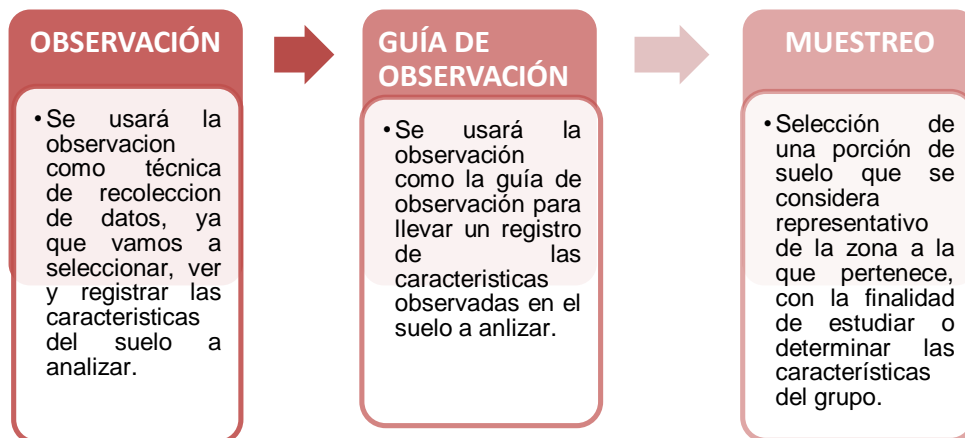 OBSERVACIÓN
• Se usará la
observacion
como técnica
de recoleccion
de datos, ya
que vamos a
seleccionar, ver
y registrar las
caracteristicas
del suelo a
analizar.
GUÍA DE
OBSERVACIÓN
• Se usará la
observación
como la guía de
observación para
llevar un registro
de las
caracteristicas
observadas en el
suelo a anlizar.
MUESTREO
• Selección de
una porción de
suelo que se
considera
representativo
de la zona a la
que pertenece,
con la finalidad
de estudiar o
determinar las
características
del grupo.